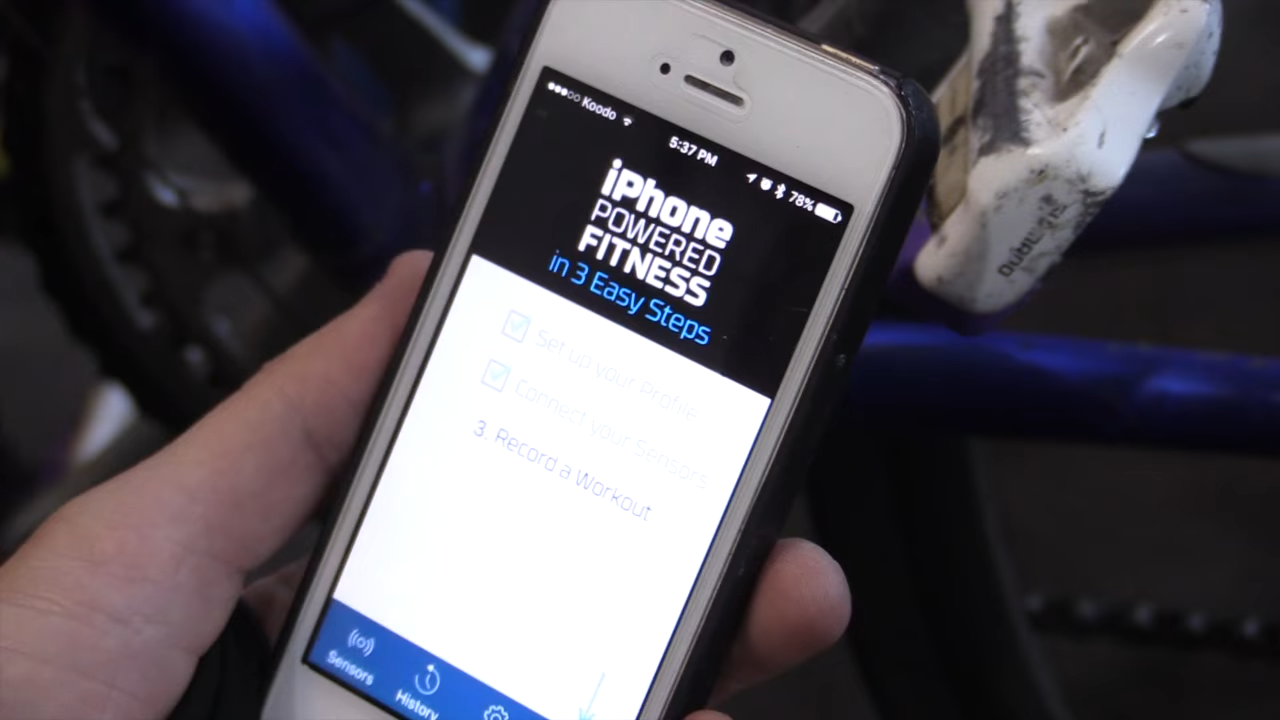 Koodo
5:37 PM
78%
iPhone
POWERED
FITNESS
in 3 Easy Steps
Set up your Profile
Connect your Sensors
3. Record a Workout
Sensors
History